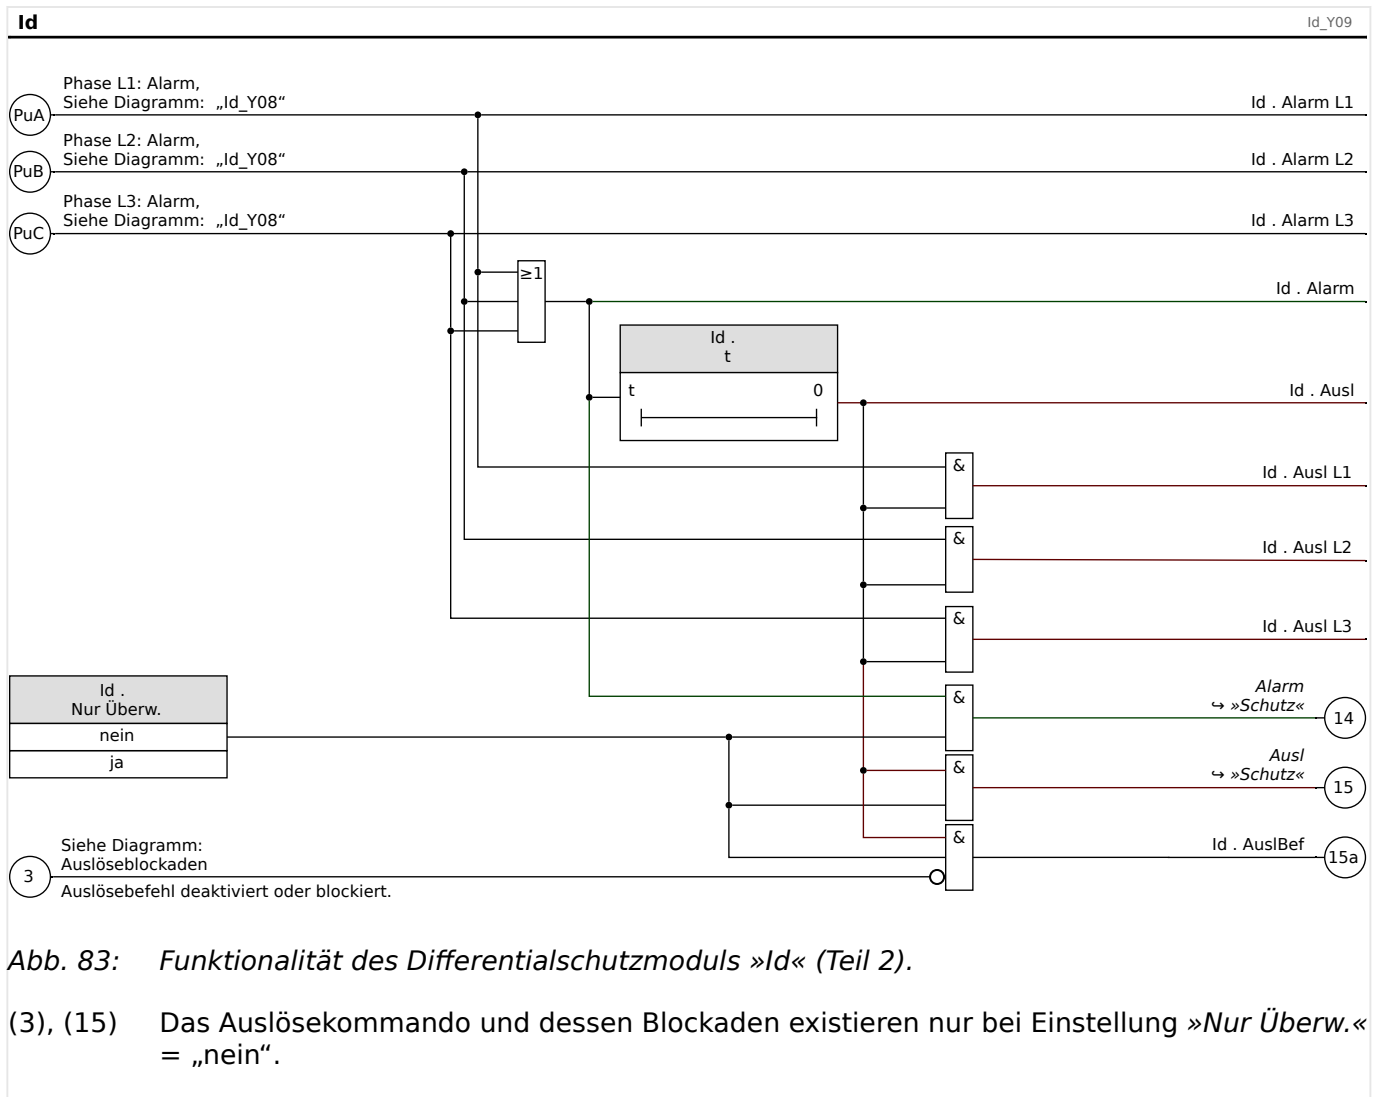 Id
Id_Y09
Phase L1: Alarm,
Siehe Diagramm: „Id_Y08“
PuA
Id . Alarm L1
Phase L2: Alarm,
Siehe Diagramm: „Id_Y08“
PuB
Id . Alarm L2
Phase L3: Alarm,
Siehe Diagramm: „Id_Y08“
PuC
Id . Alarm L3
≥1
Id . Alarm
Id .
t
t
0
Id . Ausl
&
Id . Ausl L1
&
Id . Ausl L2
&
Id . Ausl L3
Id .
Nur Überw.
nein
ja
&
Alarm
↪ »Schutz«
14
&
Ausl
↪ »Schutz«
15
&
Id . AuslBef
15a
Siehe Diagramm:
Auslöseblockaden
3
Auslösebefehl deaktiviert oder blockiert.
Abb. 83: Funktionalität des Differentialschutzmoduls »Id« (Teil 2).
(3), (15) Das Auslösekommando und dessen Blockaden existieren nur bei Einstellung »Nur Überw.«
= „nein“.